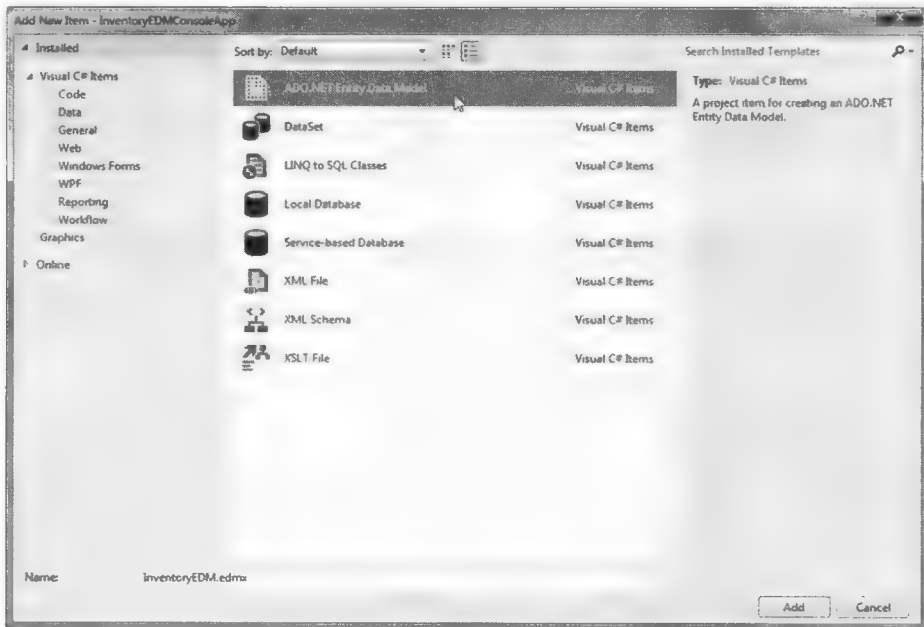 Add New Item - InventoryEDMConsoleApp
Installed
Sort by: Default
Search Installed Templates
Visual C# Items
Code
Data
General
Web
Windows Forms
WPF
Reporting
Workflow
Graphics
Online
ADO.NET Entity Data Model Visual C# Items
DataSet Visual C# Items
LINQ to SQL Classes Visual C# Items
Local Database Visual C# Items
Service-based Database Visual C# Items
XML File Visual C# Items
XML Schema Visual C# Items
XSLT File Visual C# Items
Type: Visual C# Items
A project item for creating an ADO.NET
Entity Data Model.
Name: InventoryEDM.edmx
Add Cancel